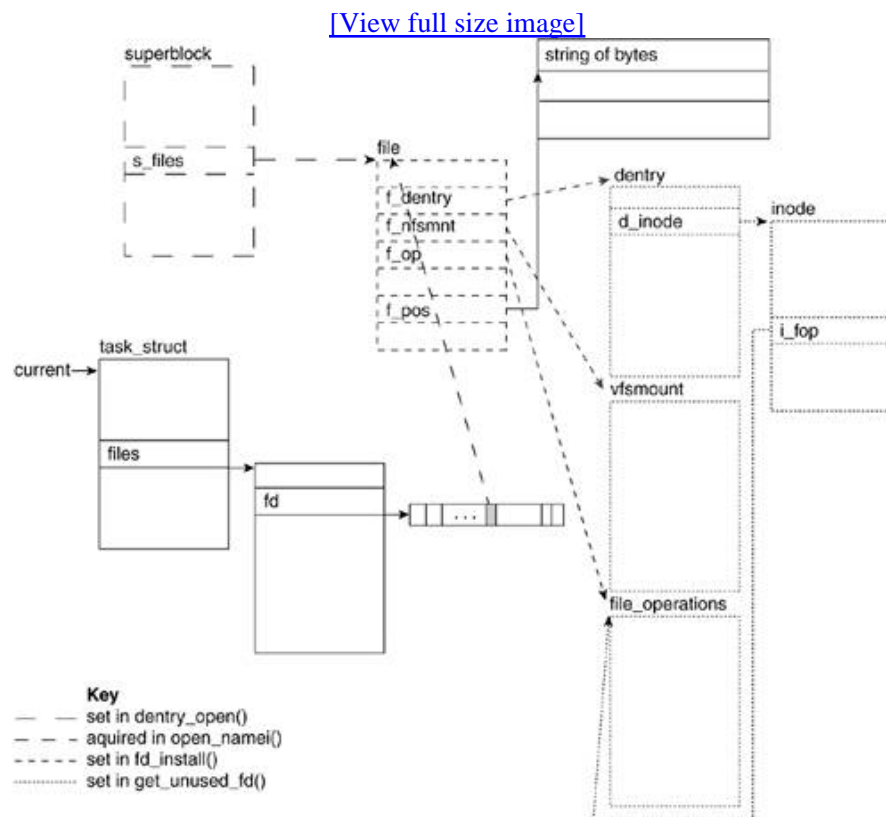 [View full size image]
superblock
s_files
file
f_dentry
f_nfsmnt
f_op
f_pos
string of bytes
dentry
d_inode
inode
i_fop
vfsmount
file_operations
current
task_struct
files
fd
...
Key
set in dentry_open()
aquired in open_namei()
set in fd_install()
set in get_unused_fd()